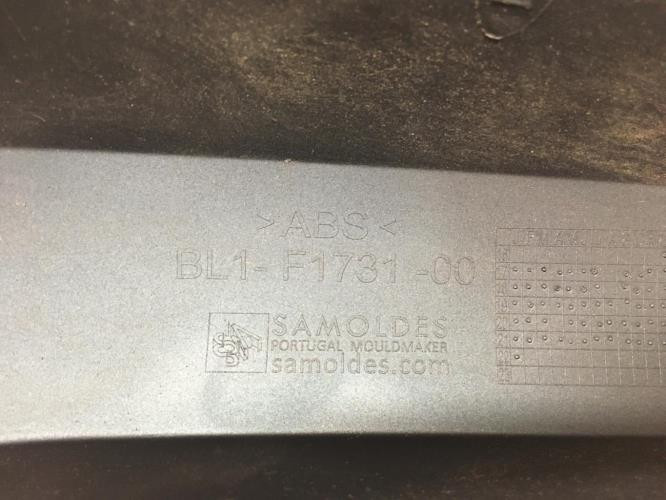 >ABS<
BL1- F1731 -00
SAMOLDES
PORTUGAL MOULDMAKER
samoldes.com